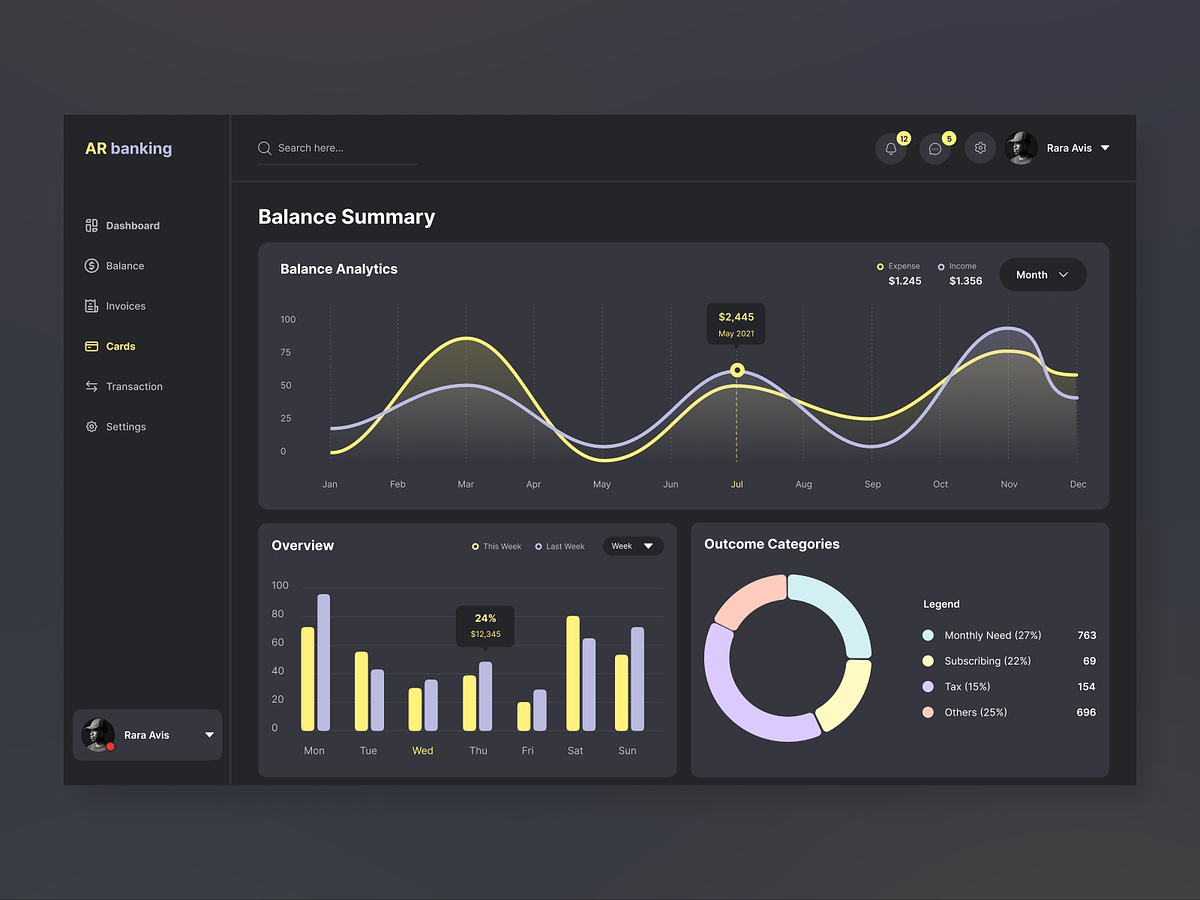 AR banking
Search here...
12
5
Rara Avis
Dashboard
Balance
Invoices
Cards
Transaction
Settings
Rara Avis
Balance Summary
Balance Analytics
Expense
$1.245
Income
$1.356
Month
100
75
50
25
0
$2,445
May 2021
Jan Feb Mar Apr May Jun Jul Aug Sep Oct Nov Dec
Overview
This Week Last Week
Week
100
80
60
40
20
0
24%
$12,345
Mon Tue Wed Thu Fri Sat Sun
Outcome Categories
Legend
Monthly Need (27%) 763
Subscribing (22%) 69
Tax (15%) 154
Others (25%) 696